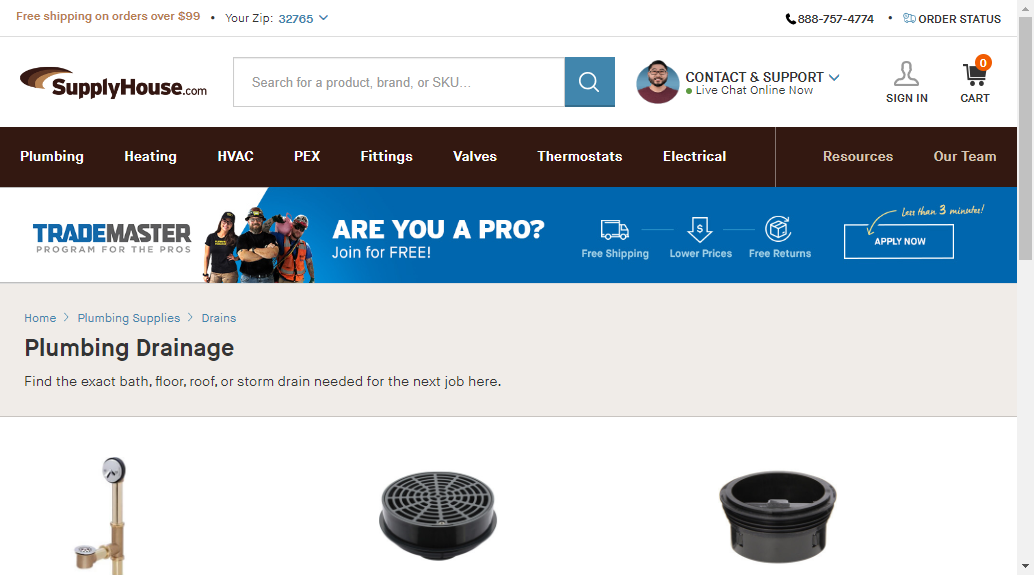 Free shipping on orders over $99 • Your Zip: 32765
888-757-4774 • ORDER STATUS
SupplyHouse.com
Search for a product, brand, or SKU...
CONTACT & SUPPORT
Live Chat Online Now
SIGN IN
0
CART
Plumbing Heating HVAC PEX Fittings Valves Thermostats Electrical Resources Our Team
TRADEMASTER
PROGRAM FOR THE PROS
ARE YOU A PRO?
Join for FREE!
Free Shipping
$
Lower Prices
Free Returns
Less than 3 minutes!
APPLY NOW
Home > Plumbing Supplies > Drains
Plumbing Drainage
Find the exact bath, floor, roof, or storm drain needed for the next job here.